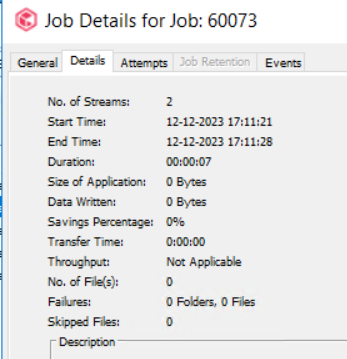 Job Details for Job: 60073
General Details Attempts Job Retention Events
No. of Streams: 2
Start Time: 12-12-2023 17:11:21
End Time: 12-12-2023 17:11:28
Duration: 00:00:07
Size of Application: 0 Bytes
Data Written: 0 Bytes
Savings Percentage: 0%
Transfer Time: 0:00:00
Throughput: Not Applicable
No. of File(s): 0
Failures: 0 Folders, 0 Files
Skipped Files: 0
Description